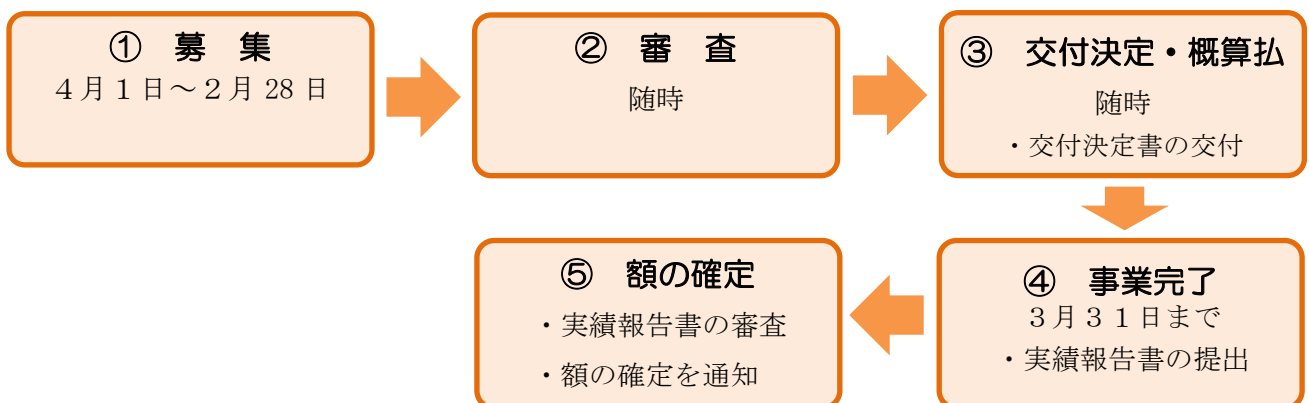 ① 募　集
４月１日～２月 28 日
② 審　査
随時
③ 交付決定・概算払
随時
・交付決定書の交付
④ 事業完了
３月３１日まで
・実績報告書の提出
⑤ 額の確定
・実績報告書の審査
・額の確定を通知